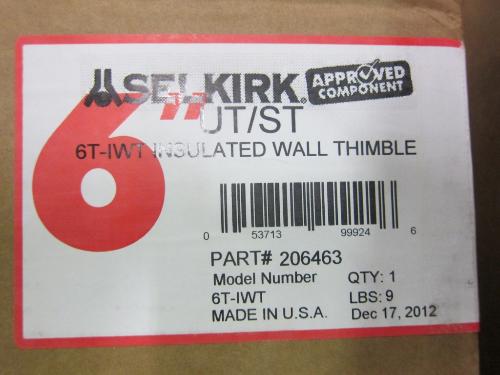 SELKIRK. APPROVED COMPONENT
6" UT/ST
6T-IWT INSULATED WALL THIMBLE
0 53713 99924 6
PART# 206463
Model Number QTY: 1
6T-IWT LBS: 9
MADE IN U.S.A. Dec 17, 2012